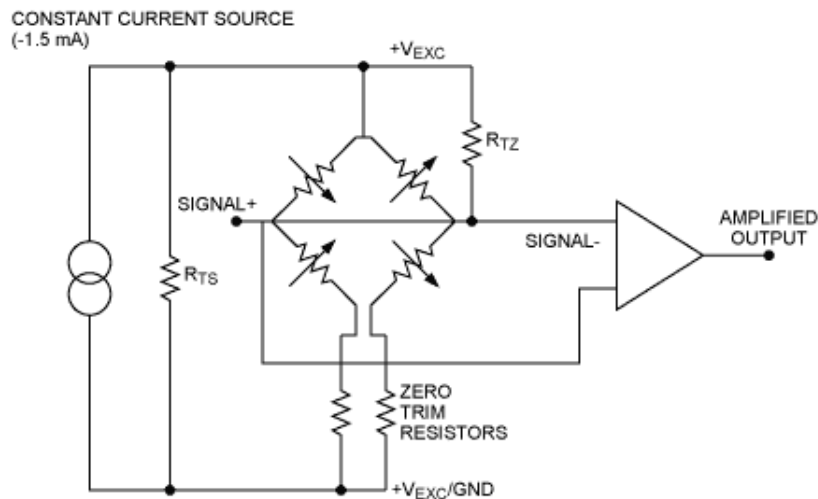 CONSTANT CURRENT SOURCE
(-1.5 mA)
+VEXC
RTZ
SIGNAL+
SIGNAL-
AMPLIFIED
OUTPUT
RTS
ZERO
TRIM
RESISTORS
+VEXC/GND